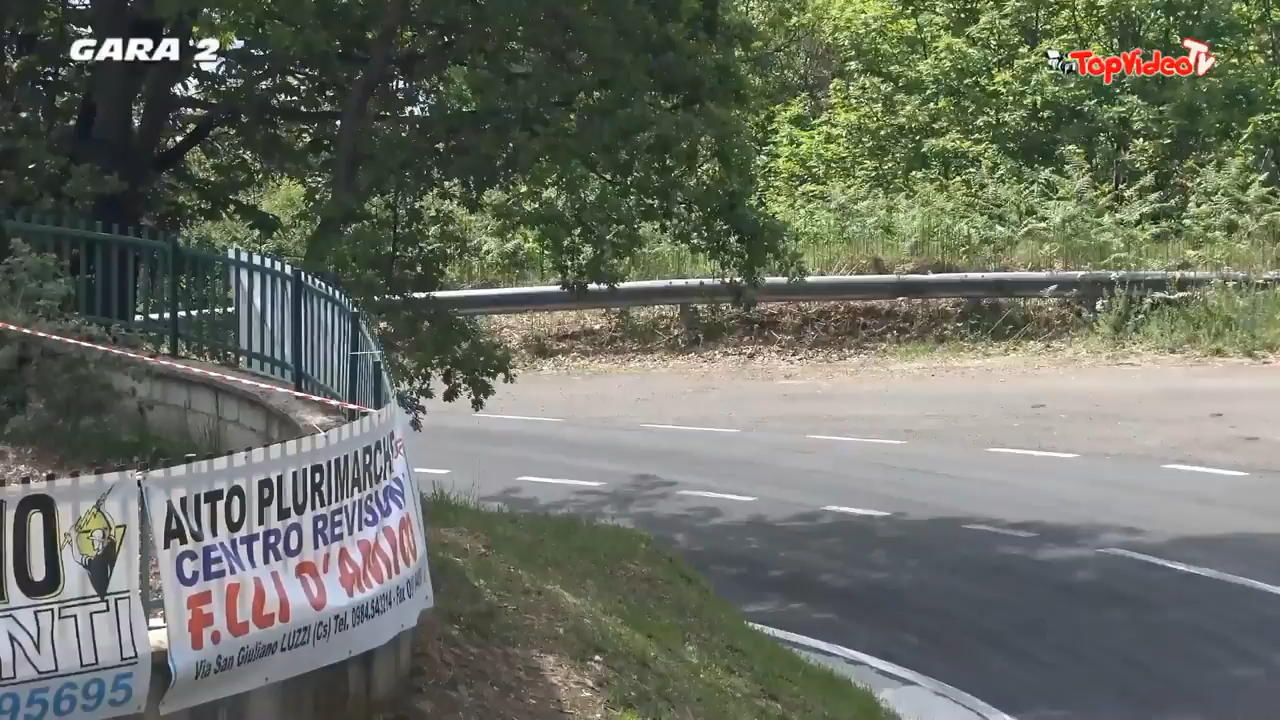 GARA 2
TopVideoTV
AUTO PLURIMARCHE
CENTRO REVISIONI
F.LLI D'AMICO
Via San Giuliano LUZZI (Cs) Tel. 0984.543214 - Fax
IO
NTI
95695